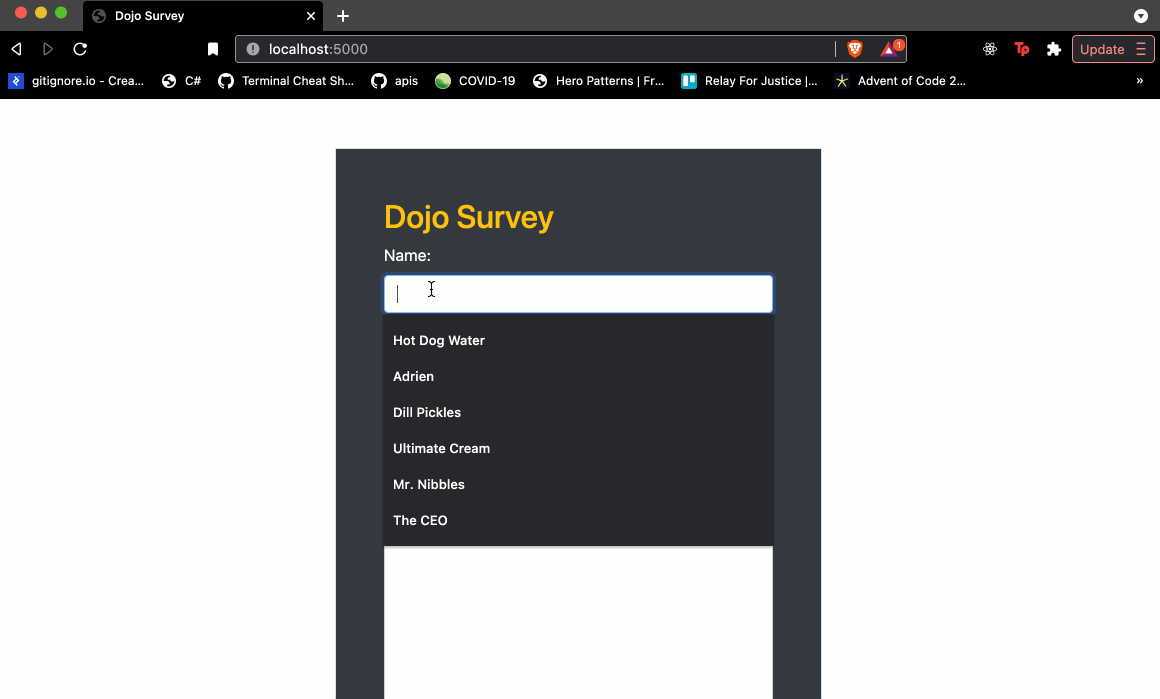 Dojo Survey
localhost:5000
1
Tp
Update
gitignore.io - Crea...
C#
Terminal Cheat Sh...
apis
COVID-19
Hero Patterns | Fr...
Relay For Justice |...
Advent of Code 2...
»
Dojo Survey
Name:
Hot Dog Water
Adrien
Dill Pickles
Ultimate Cream
Mr. Nibbles
The CEO